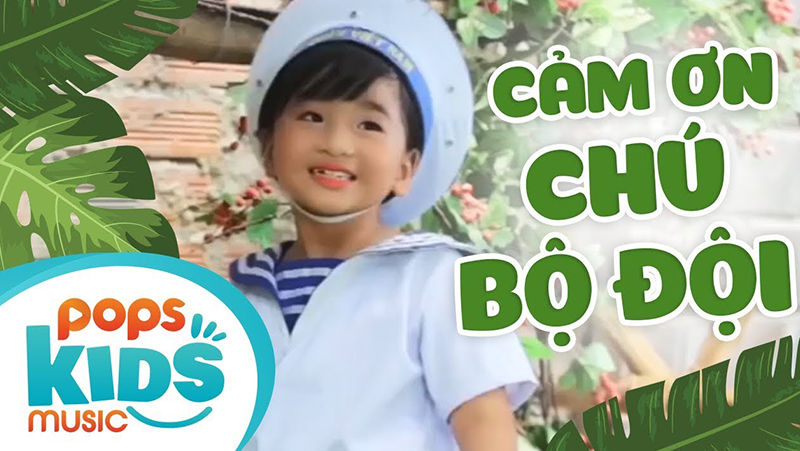 CẢM ƠN
CHÚ
BỘ ĐỘI
POPS
KIDS
MUSIC